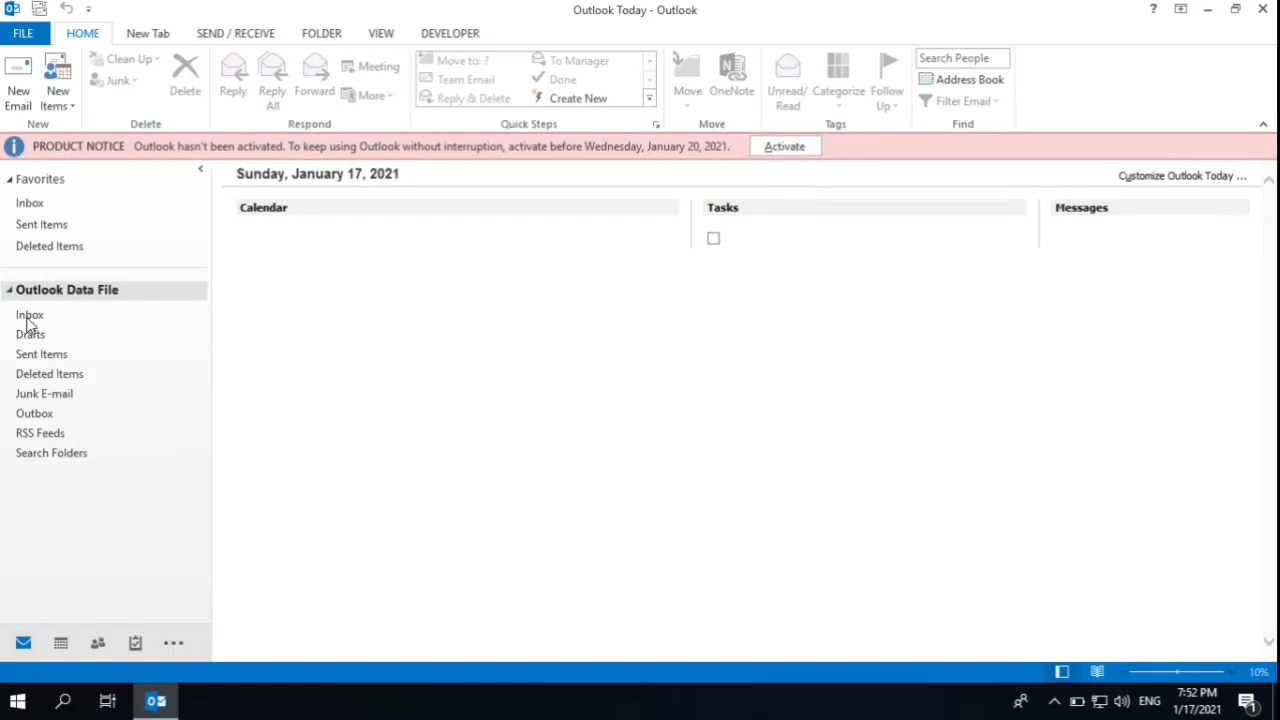 Outlook Today - Outlook
?
FILE
HOME
New Tab
SEND / RECEIVE
FOLDER
VIEW
DEVELOPER
New
Email
New
Items
New
Clean Up
Junk
Delete
Delete
Reply
Reply
All
Forward
Meeting
More
Respond
Move to: ?
Team Email
Reply & Delete
To Manager
Done
Create New
Quick Steps
Move
OneNote
Move
Unread/
Read
Categorize
Follow
Up
Tags
Search People
Address Book
Filter Email
Find
PRODUCT NOTICE Outlook hasn't been activated. To keep using Outlook without interruption, activate before Wednesday, January 20, 2021.
Activate
Favorites
Inbox
Sent Items
Deleted Items
Outlook Data File
Inbox
Drafts
Sent Items
Deleted Items
Junk E-mail
Outbox
RSS Feeds
Search Folders
Sunday, January 17, 2021
Customize Outlook Today ...
Calendar
Tasks
Messages
10%
ENG
7:52 PM
1/17/2021
1